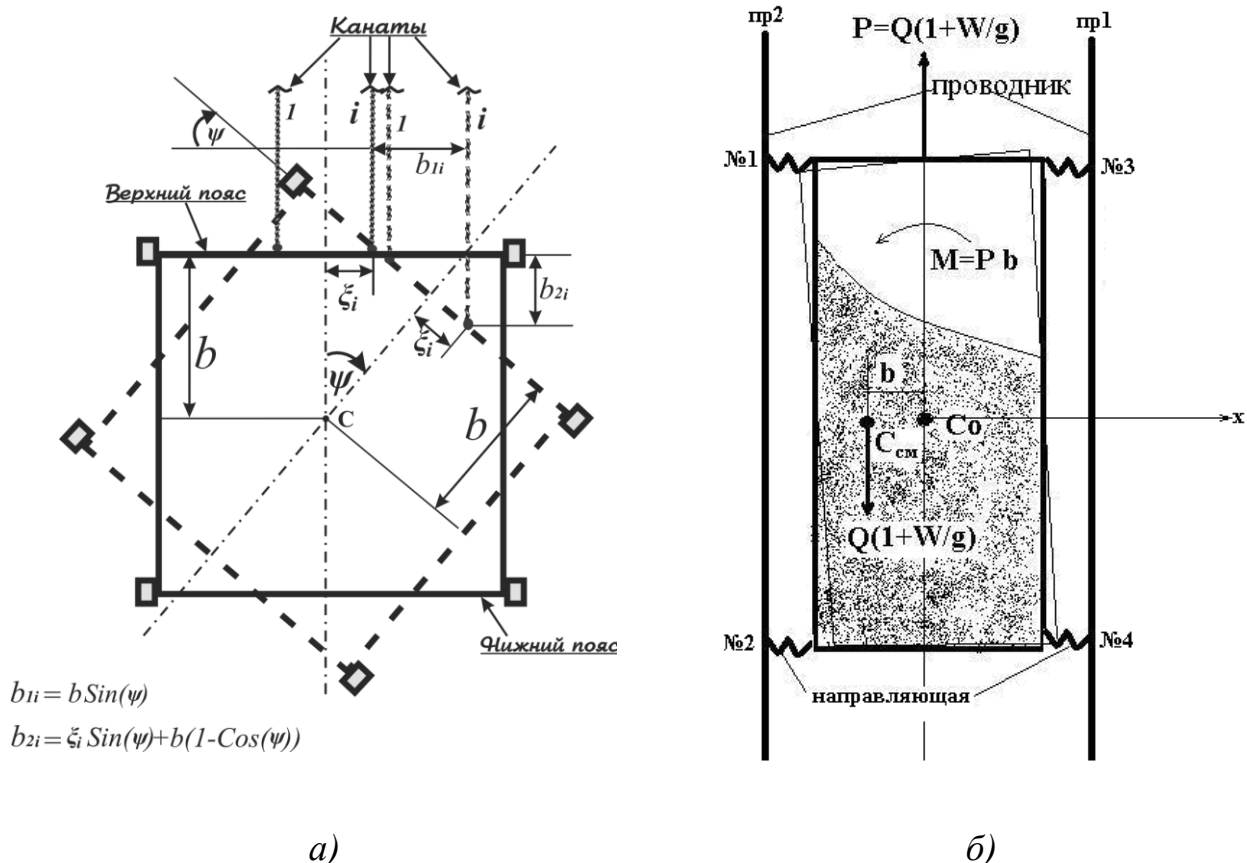 Канаты
1
i
1
i
ψ
b1i
Верхний пояс
ξi
b2i
ξi
b
ψ
C
b
Нижний пояс
b1i = bSin(ψ)
b2i = ξi Sin(ψ)+b(1-Cos(ψ))
а)
пр2
пр1
P=Q(1+W/g)
проводник
№1
№3
M=P b
b
Co
x
Cсм
Q(1+W/g)
№2
№4
направляющая
б)